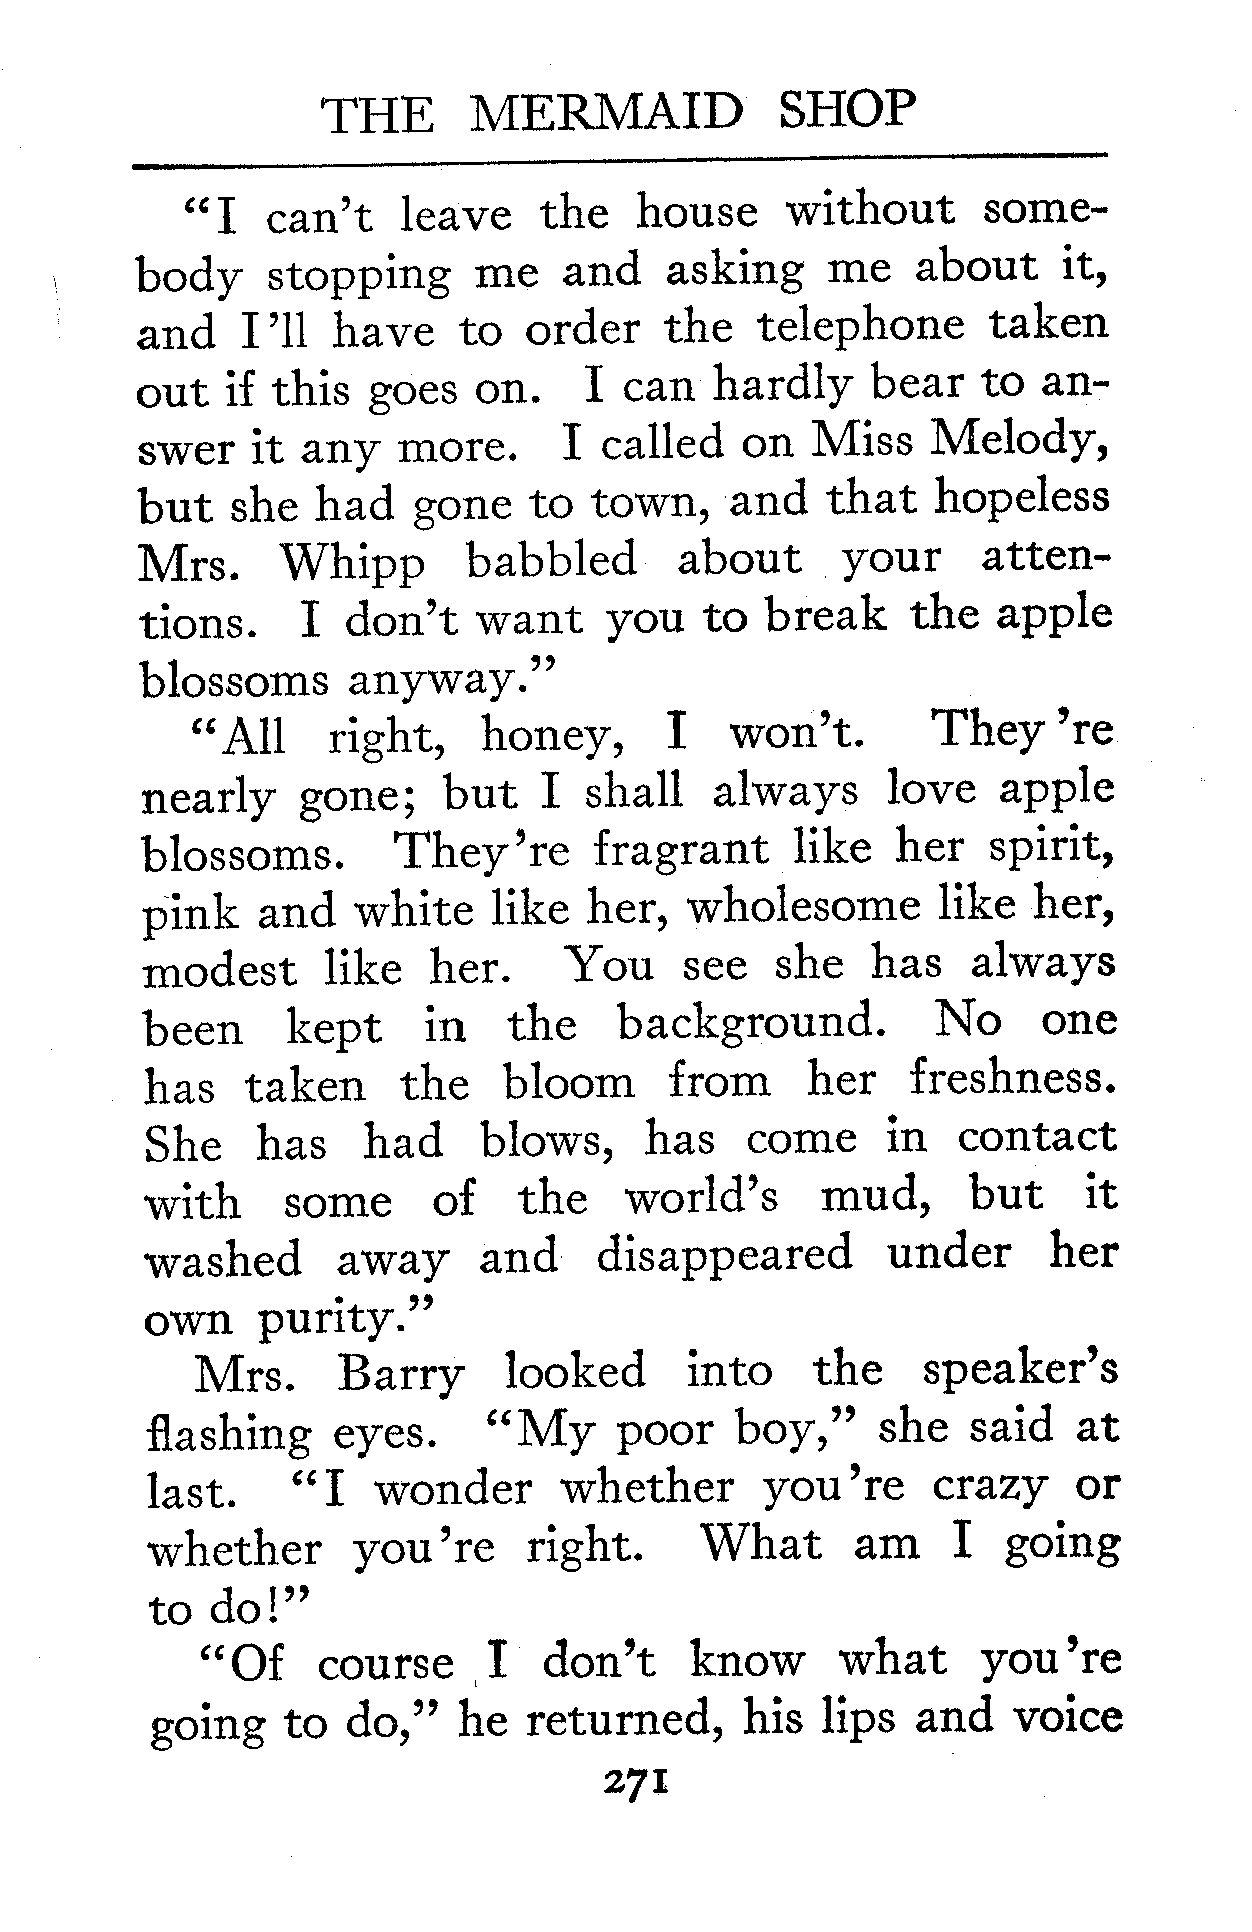 THE MERMAID SHOP
“I can’t leave the house without some-
body stopping me and asking me about it,
and I’ll have to order the telephone taken
out if this goes on. I can hardly bear to an-
swer it any more. I called on Miss Melody,
but she had gone to town, and that hopeless
Mrs. Whipp babbled about your atten-
tions. I don’t want you to break the apple
blossoms anyway.”
“All right, honey, I won’t. They’re
nearly gone; but I shall always love apple
blossoms. They’re fragrant like her spirit,
pink and white like her, wholesome like her,
modest like her. You see she has always
been kept in the background. No one
has taken the bloom from her freshness.
She has had blows, has come in contact
with some of the world’s mud, but it
washed away and disappeared under her
own purity.”
Mrs. Barry looked into the speaker’s
flashing eyes. “My poor boy,” she said at
last. “I wonder whether you’re crazy or
whether you’re right. What am I going
to do!”
“Of course I don’t know what you’re
going to do,” he returned, his lips and voice
271